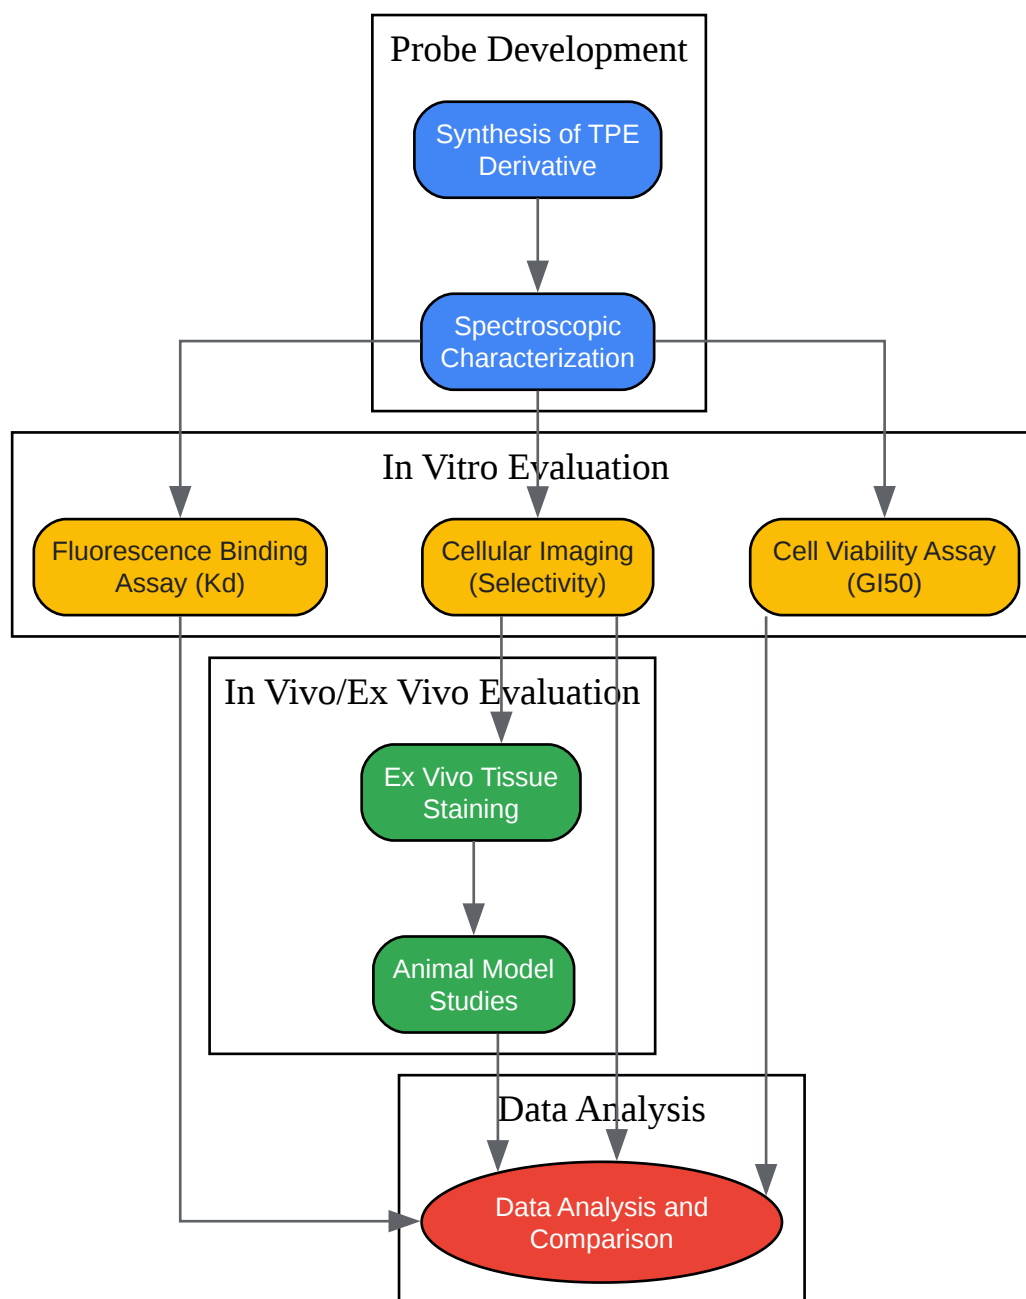 Probe Development
Synthesis of TPE
Derivative
Spectroscopic
Characterization
In Vitro Evaluation
Fluorescence Binding
Assay (Kd)
Cellular Imaging
(Selectivity)
Cell Viability Assay
(GI50)
In Vivo/Ex Vivo Evaluation
Ex Vivo Tissue
Staining
Animal Model
Studies
Data Analysis
Data Analysis and
Comparison